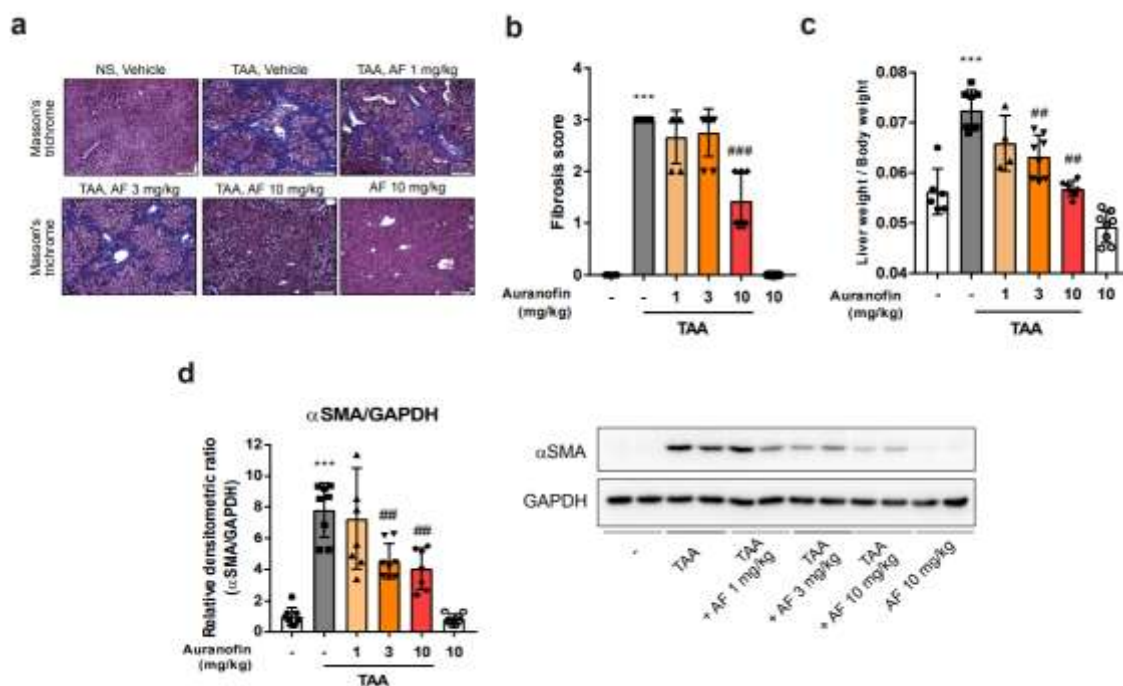 a
NS, Vehicle
TAA, Vehicle
TAA, AF 1 mg/kg
Masson's
trichrome
TAA, AF 3 mg/kg
TAA, AF 10 mg/kg
AF 10 mg/kg
Masson's
trichrome
b
Fibrosis score
4
3
2
1
0
***
###
Auranofin
(mg/kg)
- - 1 3 10 10
TAA
c
Liver weight / Body weight
0.08
0.07
0.06
0.05
0.04
***
##
##
Auranofin
(mg/kg)
- - 1 3 10 10
TAA
d
αSMA/GAPDH
Relative densitometric ratio
(αSMA/GAPDH)
12
10
8
6
4
2
0
***
##
##
Auranofin
(mg/kg)
- - 1 3 10 10
TAA
αSMA
GAPDH
-
TAA
TAA
+ AF 1 mg/kg
TAA
+ AF 3 mg/kg
TAA
= AF 10 mg/kg
AF 10 mg/kg